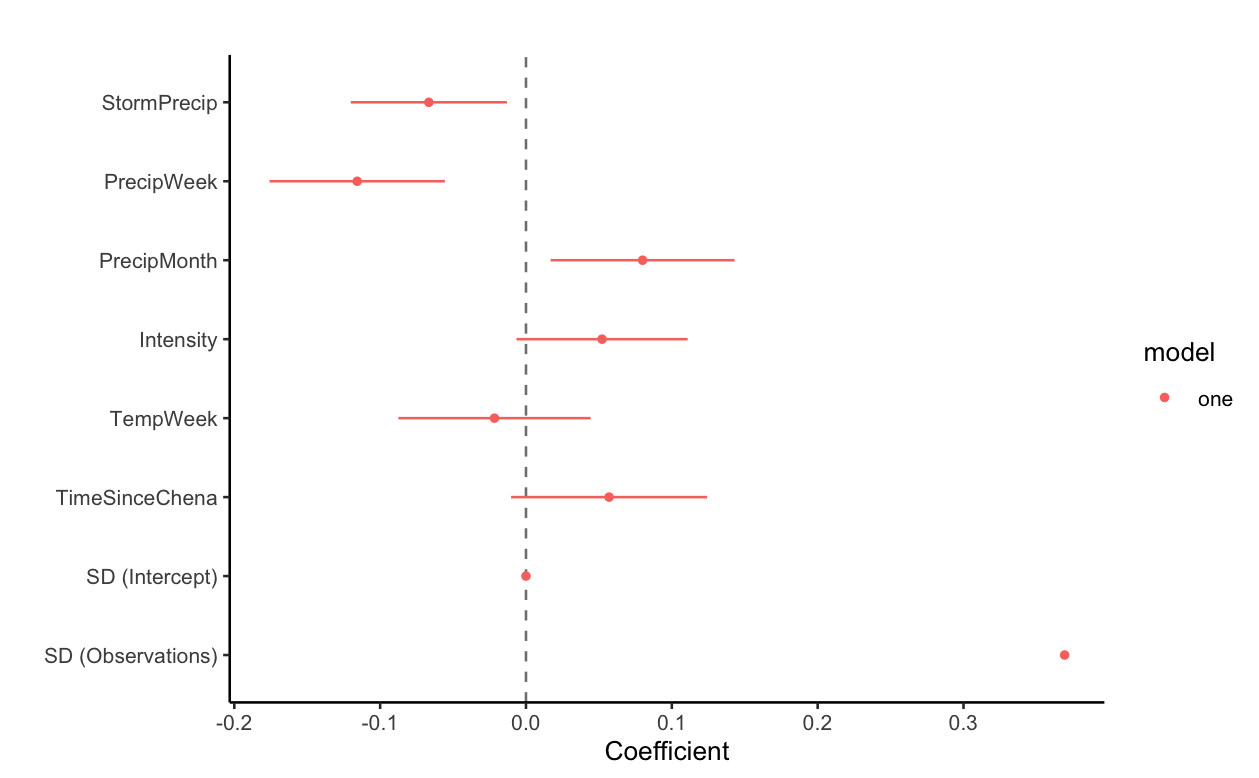 StormPrecip
PrecipWeek
PrecipMonth
Intensity
TempWeek
TimeSinceChena
SD (Intercept)
SD (Observations)
-0.2 -0.1 0.0 0.1 0.2 0.3
Coefficient
model
one